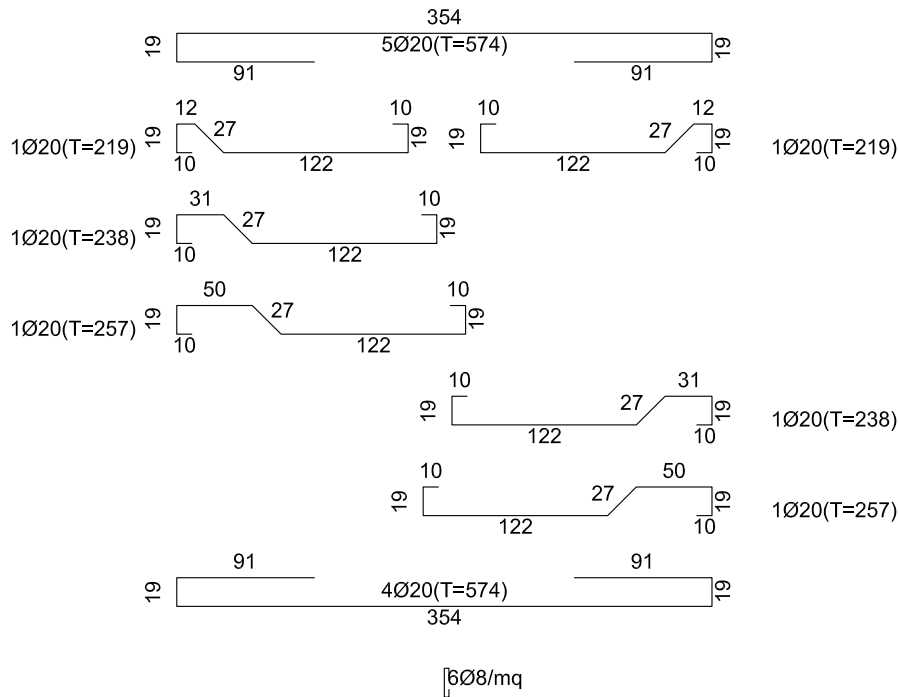 354
19 5Ø20(T=574) 19
91 91
12 10 10 12
1Ø20(T=219) 19 27 19 19 27 19 1Ø20(T=219)
10 122 122 10
31 10
1Ø20(T=238) 19 27 19
10 122
50 10
1Ø20(T=257) 19 27 19
10 122
10 31
19 27 19 1Ø20(T=238)
122 10
10 50
19 27 19 1Ø20(T=257)
122 10
91 91
19 4Ø20(T=574) 19
354
6Ø8/mq